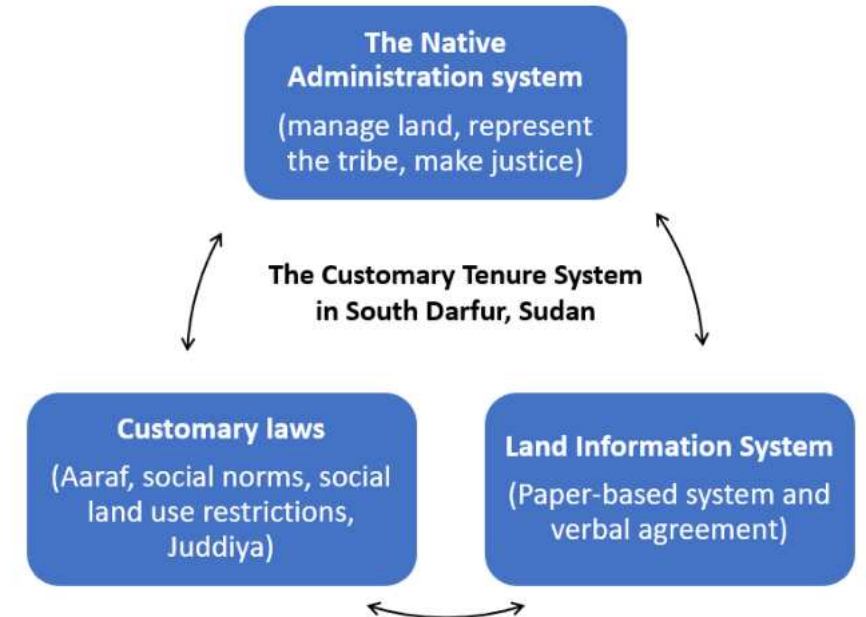 The Native
Administration system
(manage land, represent
the tribe, make justice)
The Customary Tenure System
in South Darfur, Sudan
Customary laws
(Aaraf, social norms, social
land use restrictions,
Juddiya)
Land Information System
(Paper-based system and
verbal agreement)